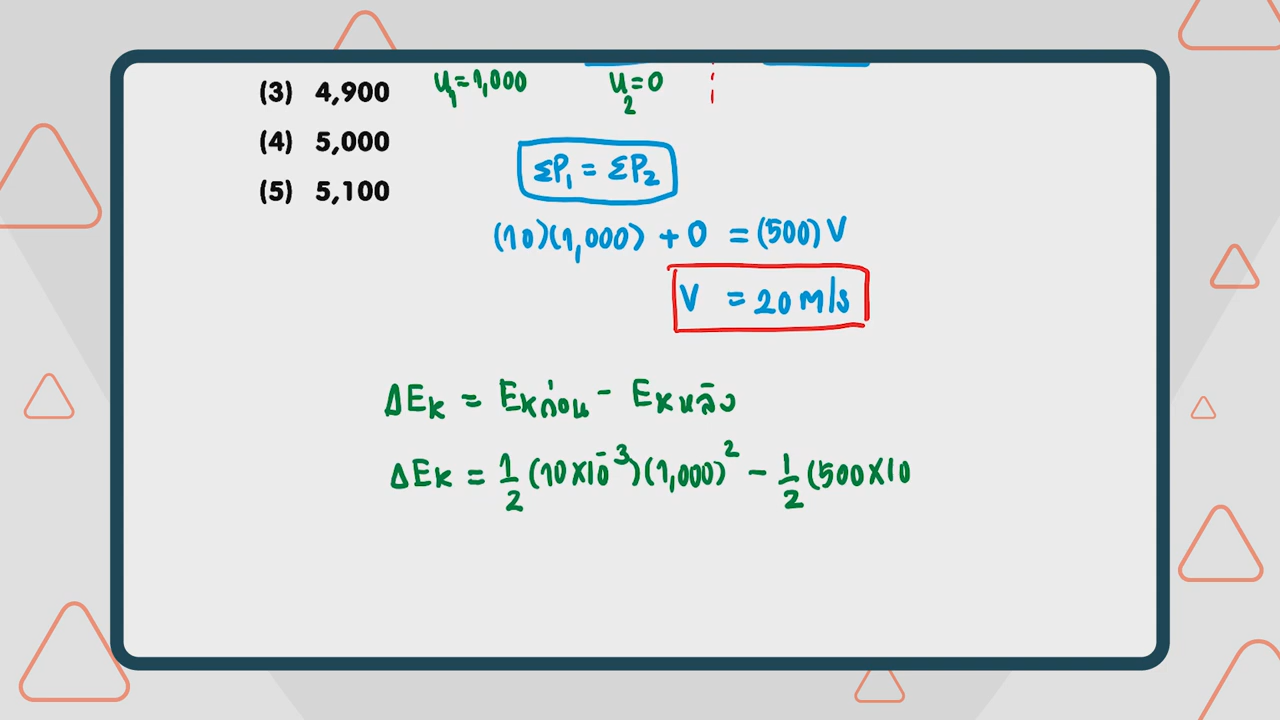 (3) 4,900
u₁=1,000 u₂=0
(4) 5,000
ΣP₁ = ΣP₂
(5) 5,100
(10)(1,000) + 0 = (500)V
V = 20 m/s
ΔEk = Ekก่อน - Ekหลัง
ΔEk = 1/2 (10×10⁻³)(1,000)² - 1/2 (500×10